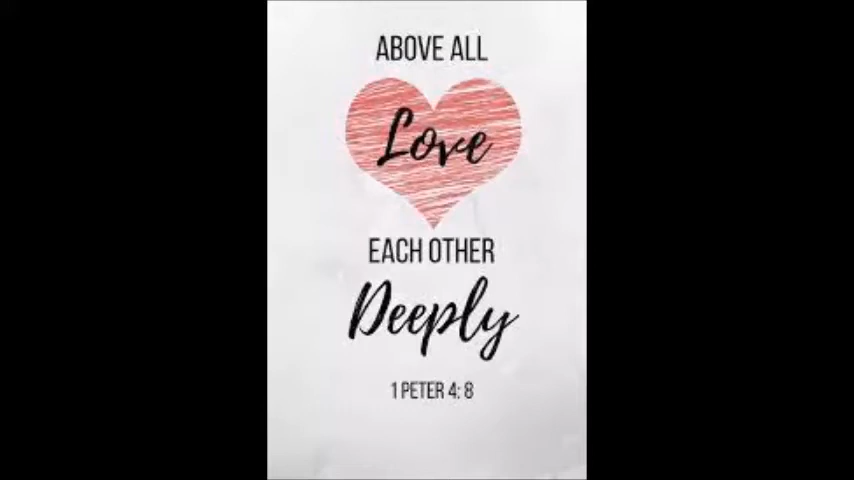 ABOVE ALL
Love
EACH OTHER
Deeply
1 PETER 4: 8